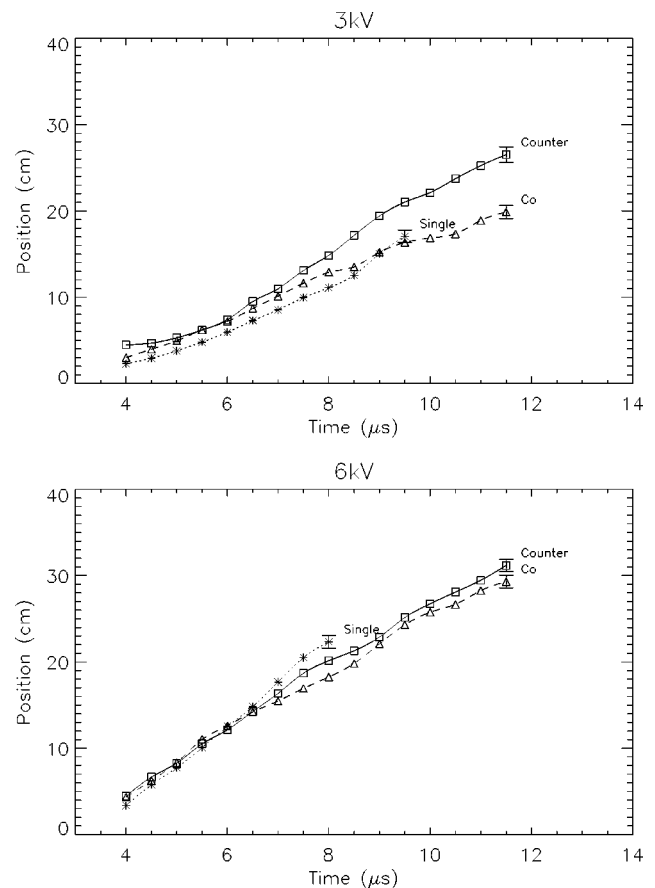 3kV
40
30
20
10
0
Position (cm)
Counter
Co
Single
4 6 8 10 12 14
Time (μs)
6kV
40
30
20
10
0
Position (cm)
Counter
Co
Single
4 6 8 10 12 14
Time (μs)